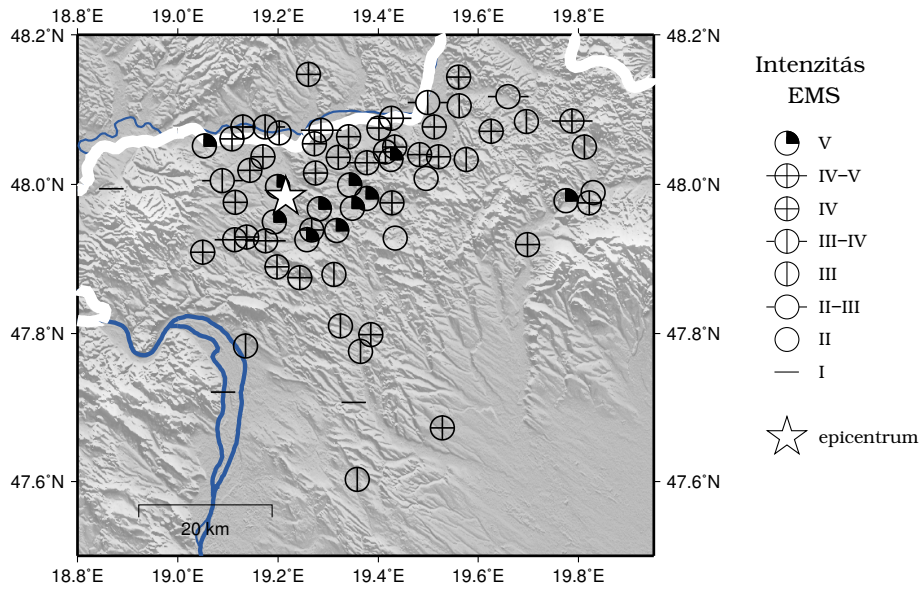 18.8˚E 19.0˚E 19.2˚E 19.4˚E 19.6˚E 19.8˚E
48.2˚N 48.2˚N
48.0˚N 48.0˚N
47.8˚N 47.8˚N
47.6˚N 47.6˚N
20 km
18.8˚E 19.0˚E 19.2˚E 19.4˚E 19.6˚E 19.8˚E
Intenzitás
EMS
V
IV–V
IV
III–IV
III
II–III
II
I
epicentrum